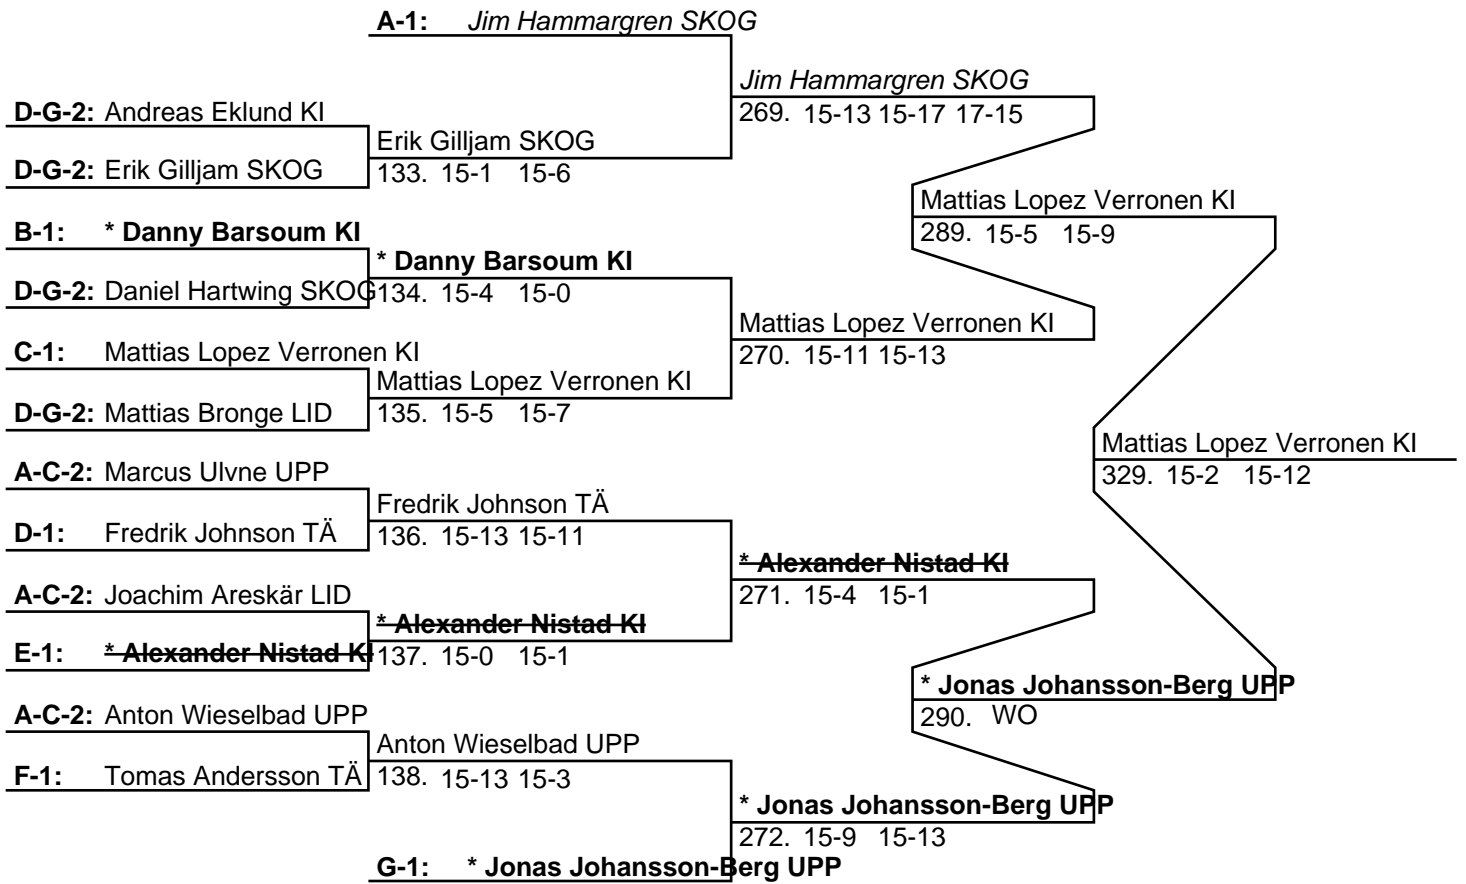 A-1: Jim Hammargren SKOG
Jim Hammargren SKOG
269. 15-13 15-17 17-15
D-G-2: Andreas Eklund KI
Erik Gilljam SKOG
133. 15-1 15-6
D-G-2: Erik Gilljam SKOG
Mattias Lopez Verronen KI
289. 15-5 15-9
B-1: * Danny Barsoum KI
* Danny Barsoum KI
134. 15-4 15-0
D-G-2: Daniel Hartwing SKOG
Mattias Lopez Verronen KI
270. 15-11 15-13
C-1: Mattias Lopez Verronen KI
Mattias Lopez Verronen KI
135. 15-5 15-7
D-G-2: Mattias Bronge LID
Mattias Lopez Verronen KI
329. 15-2 15-12
A-C-2: Marcus Ulvne UPP
Fredrik Johnson TÄ
136. 15-13 15-11
D-1: Fredrik Johnson TÄ
* Alexander Nistad KI
271. 15-4 15-1
A-C-2: Joachim Areskär LID
* Alexander Nistad KI
137. 15-0 15-1
E-1: * Alexander Nistad KI
* Jonas Johansson-Berg UPP
290. WO
A-C-2: Anton Wieselbad UPP
Anton Wieselbad UPP
138. 15-13 15-3
F-1: Tomas Andersson TÄ
* Jonas Johansson-Berg UPP
272. 15-9 15-13
G-1: * Jonas Johansson-Berg UPP